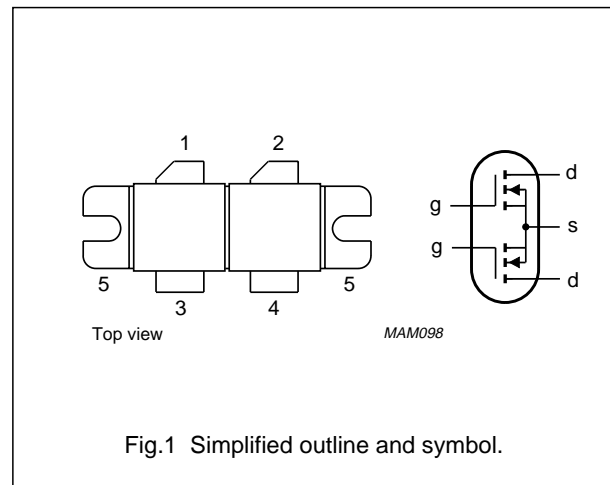 1 2
d
g
s
g
d
5 5
3 4
Top view MAM098
Fig.1 Simplified outline and symbol.